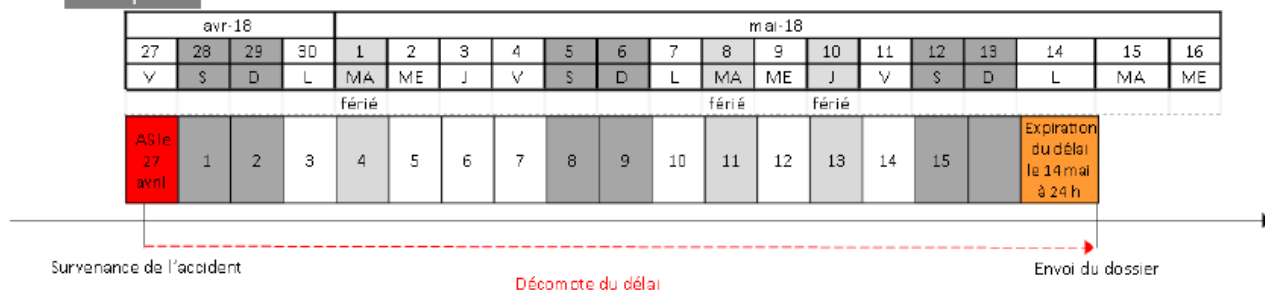 avr-18 mai-18
27 28 29 30 1 2 3 4 5 6 7 8 9 10 11 12 13 14 15 16
V S D L MA ME J V S D L MA ME J V S D L MA ME
férié férié férié
AS le
27
avril
1 2 3 4 5 6 7 8 9 10 11 12 13 14 15
Expiration
du délai
le 14 mai
à 24 h
Survenance de l'accident
Envoi du dossier
Décompte du délai